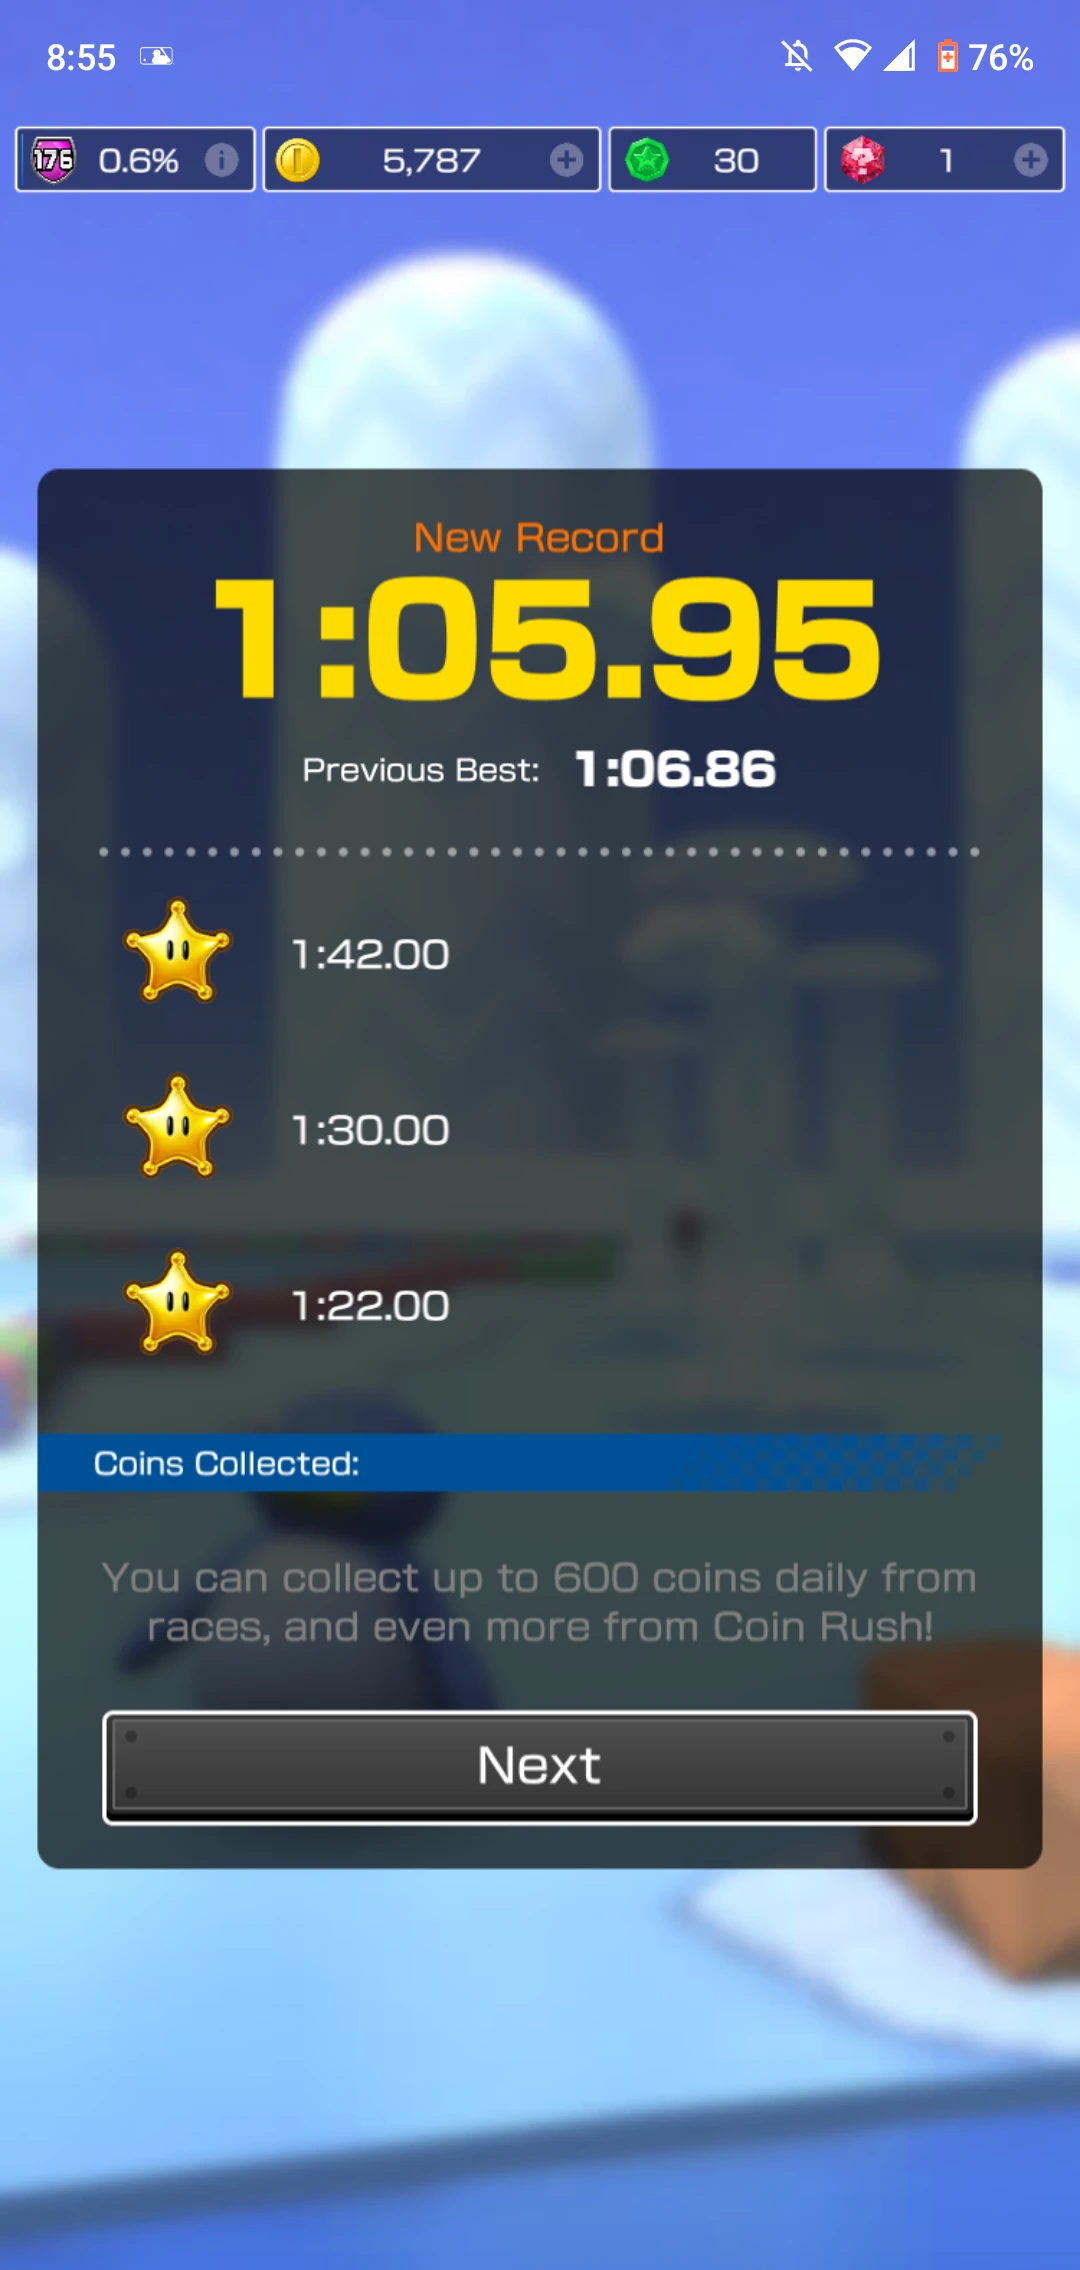 8:55
76%
176 0.6% 5,787 30 1
New Record
1:05.95
Previous Best: 1:06.86
1:42.00
1:30.00
1:22.00
Coins Collected:
You can collect up to 600 coins daily from
races, and even more from Coin Rush!
Next